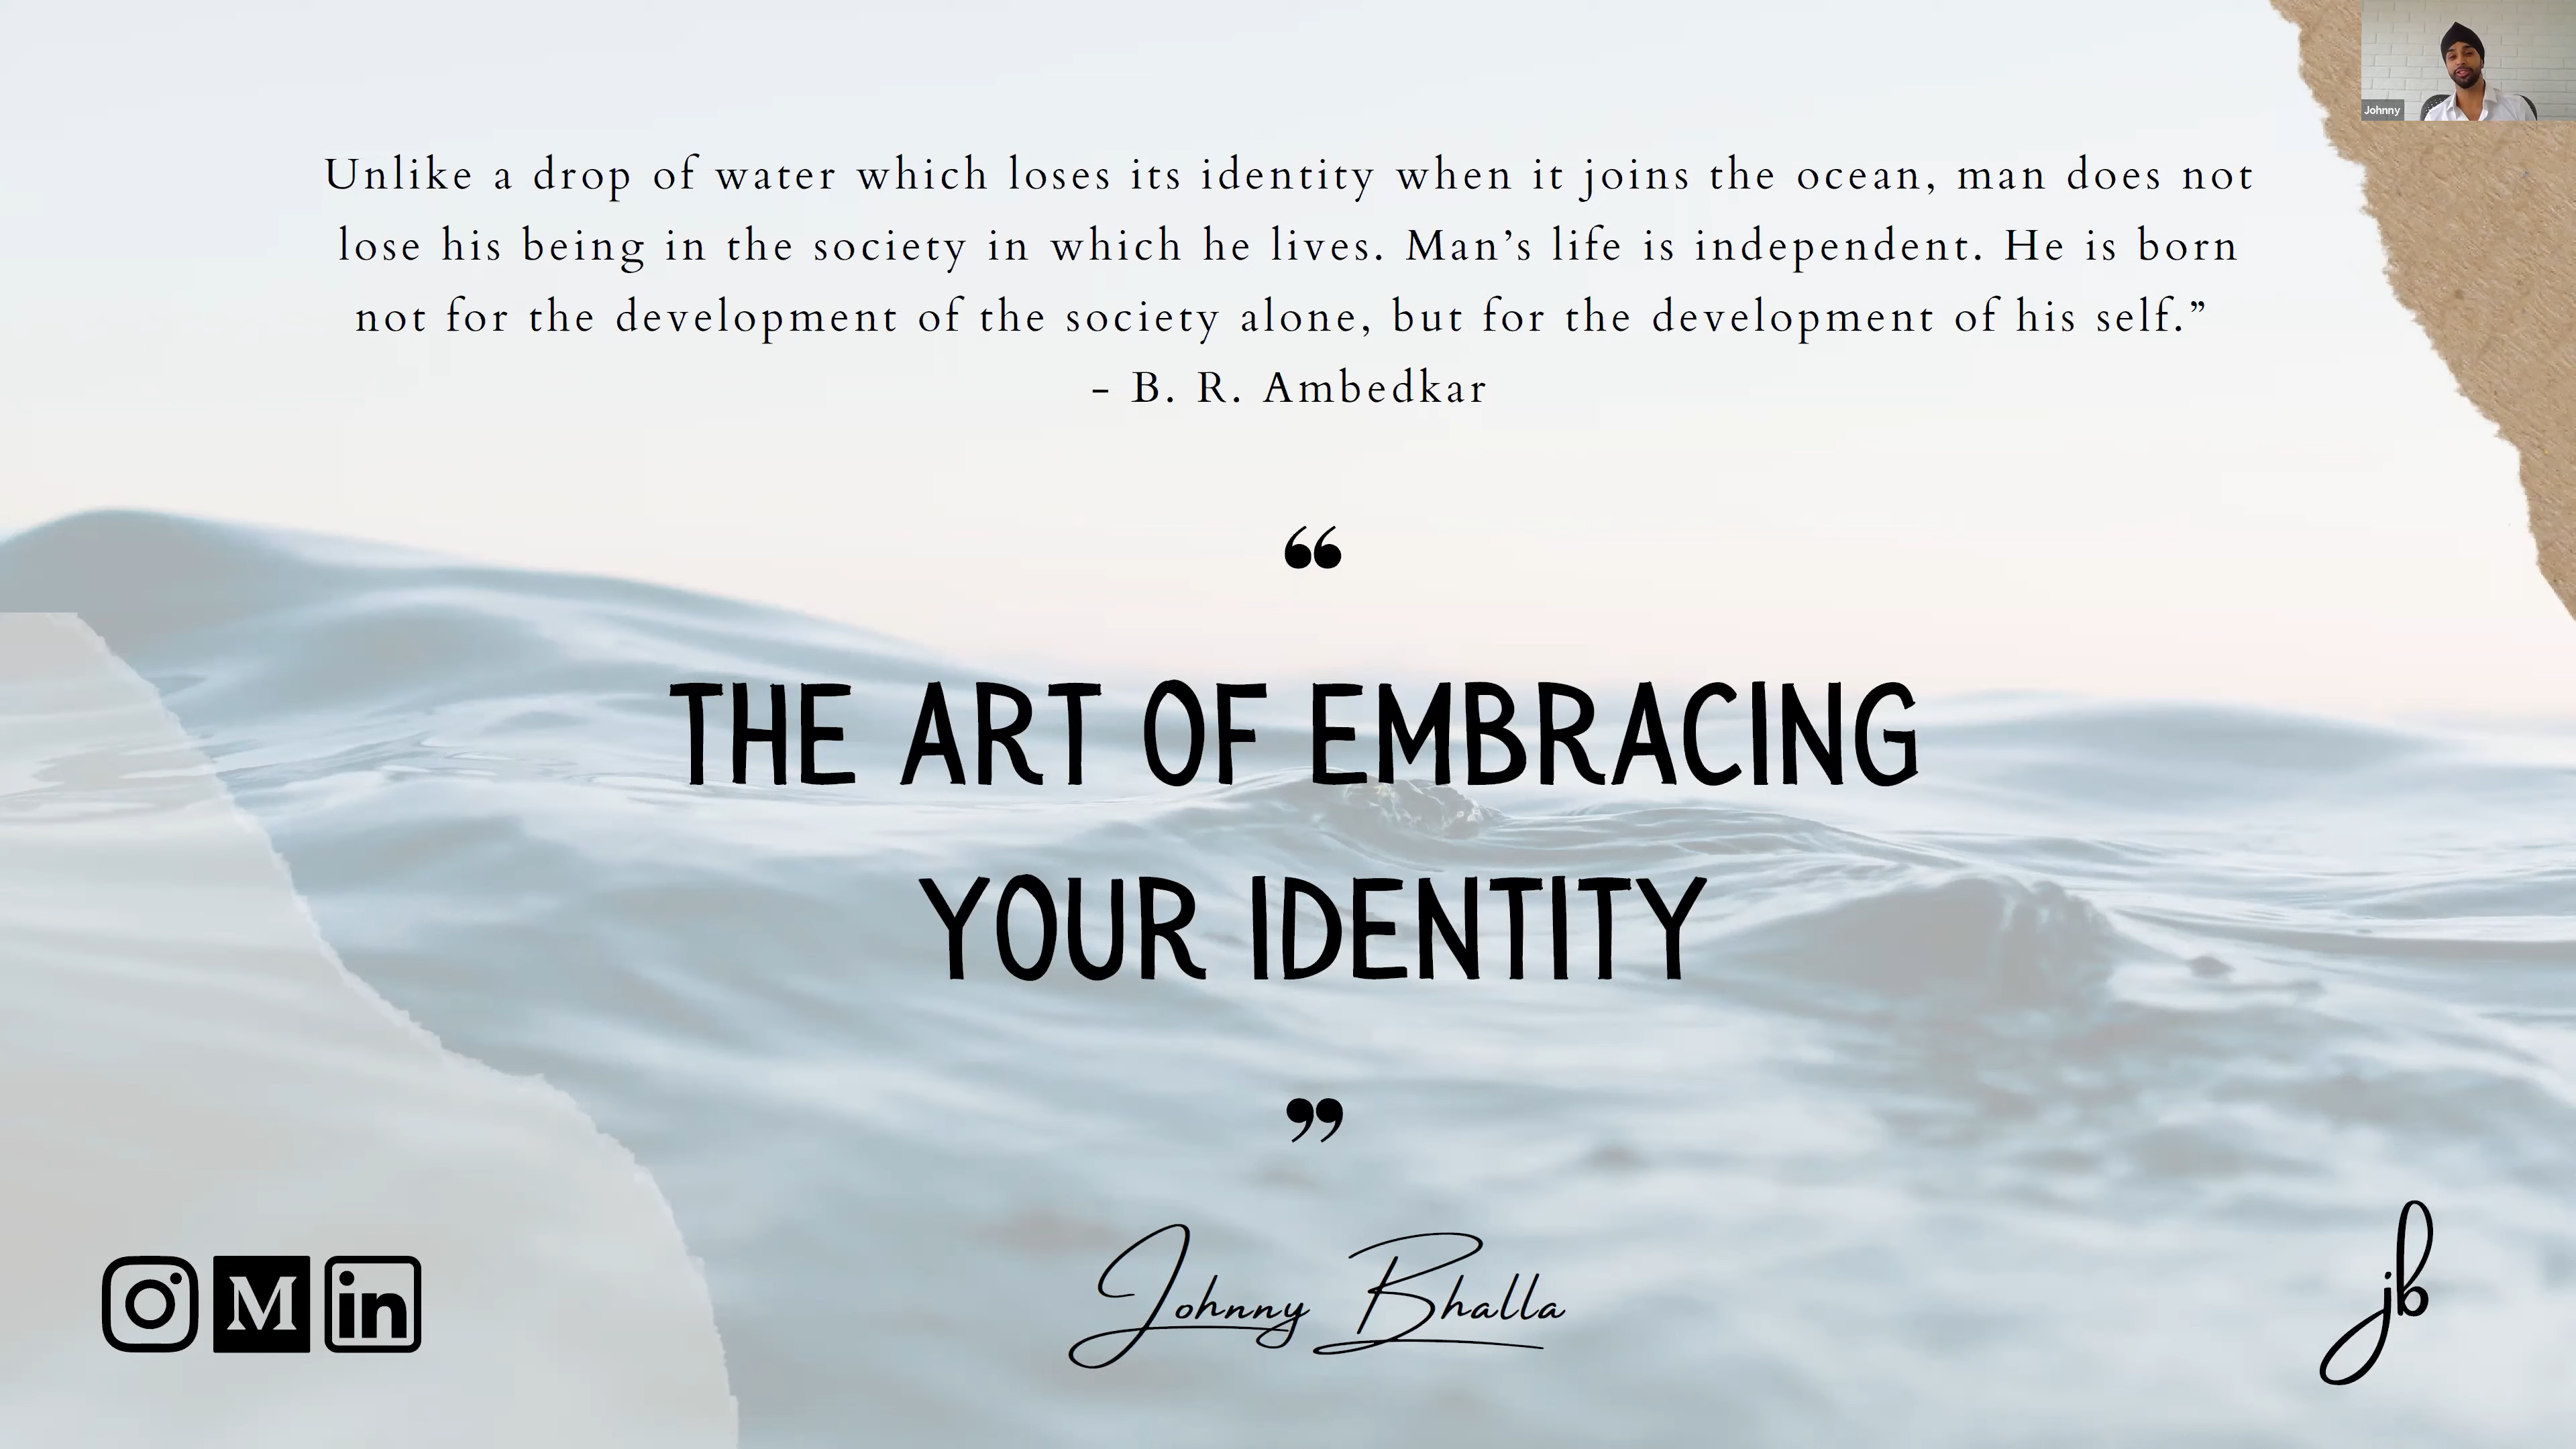 Johnny
Unlike a drop of water which loses its identity when it joins the ocean, man does not
lose his being in the society in which he lives. Man’s life is independent. He is born
not for the development of the society alone, but for the development of his self.”
- B. R. Ambedkar
“
THE ART OF EMBRACING
YOUR IDENTITY
”
M
in
Johnny Bhalla
jb